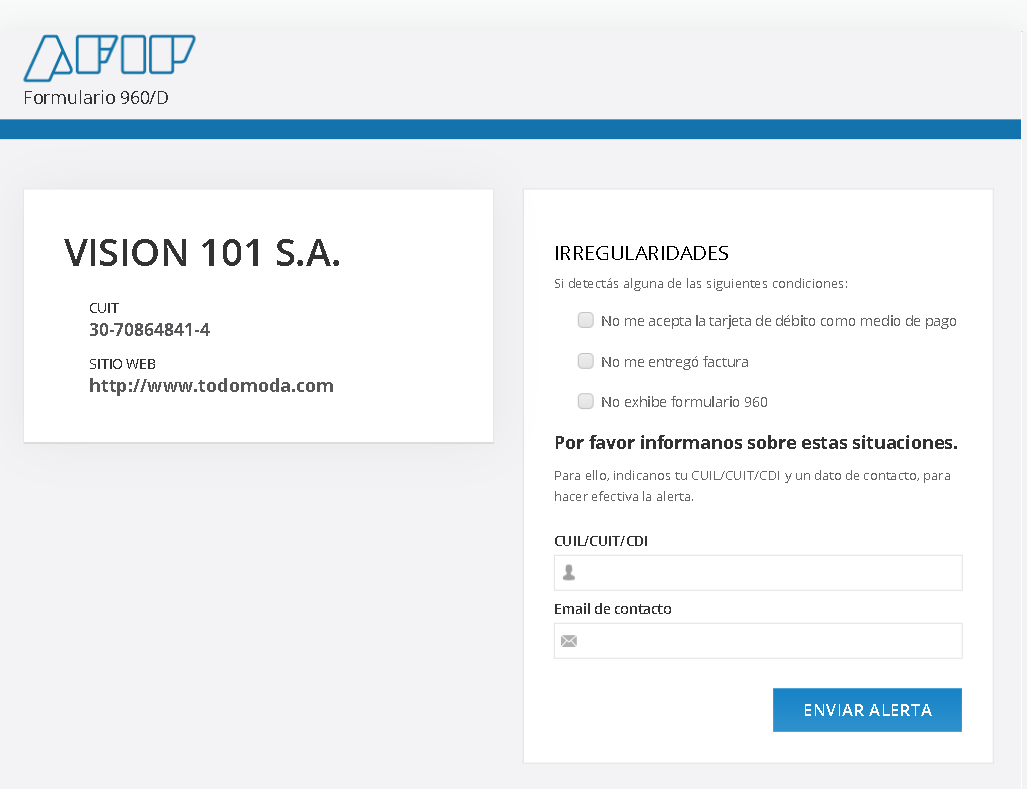 AFIP
Formulario 960/D
VISION 101 S.A.
CUIT
30-70864841-4
SITIO WEB
http://www.todomoda.com
IRREGULARIDADES
Si detectás alguna de las siguientes condiciones:
No me acepta la tarjeta de débito como medio de pago
No me entregó factura
No exhibe formulario 960
Por favor informanos sobre estas situaciones.
Para ello, indicanos tu CUIL/CUIT/CDI y un dato de contacto, para
hacer efectiva la alerta.
CUIL/CUIT/CDI
Email de contacto
ENVIAR ALERTA